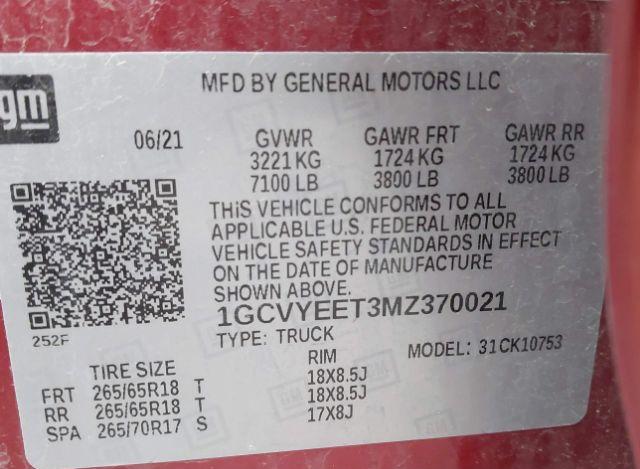 gm
MFD BY GENERAL MOTORS LLC
06/21
GVWR GAWR FRT GAWR RR
3221 KG 1724 KG 1724 KG
7100 LB 3800 LB 3800 LB
THIS VEHICLE CONFORMS TO ALL
APPLICABLE U.S. FEDERAL MOTOR
VEHICLE SAFETY STANDARDS IN EFFECT
ON THE DATE OF MANUFACTURE
SHOWN ABOVE.
1GCVYEET3MZ370021
252F
TYPE: TRUCK MODEL: 31CK10753
TIRE SIZE RIM
FRT 265/65R18 T 18X8.5J
RR 265/65R18 T 18X8.5J
SPA 265/70R17 S 17X8J